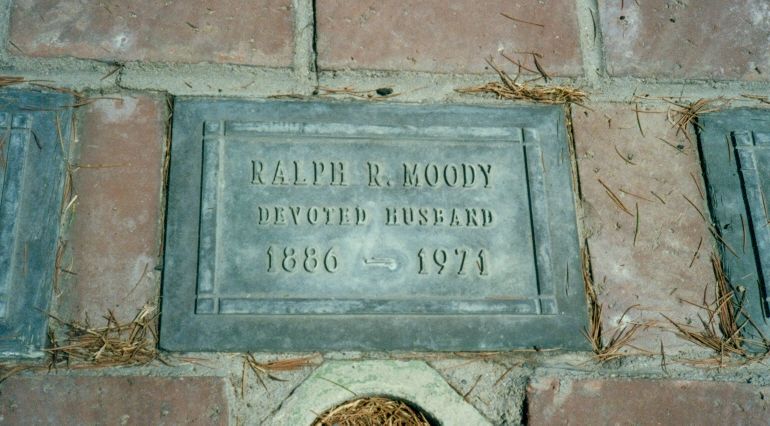 RALPH R. MOODY
DEVOTED HUSBAND
1886 – 1971